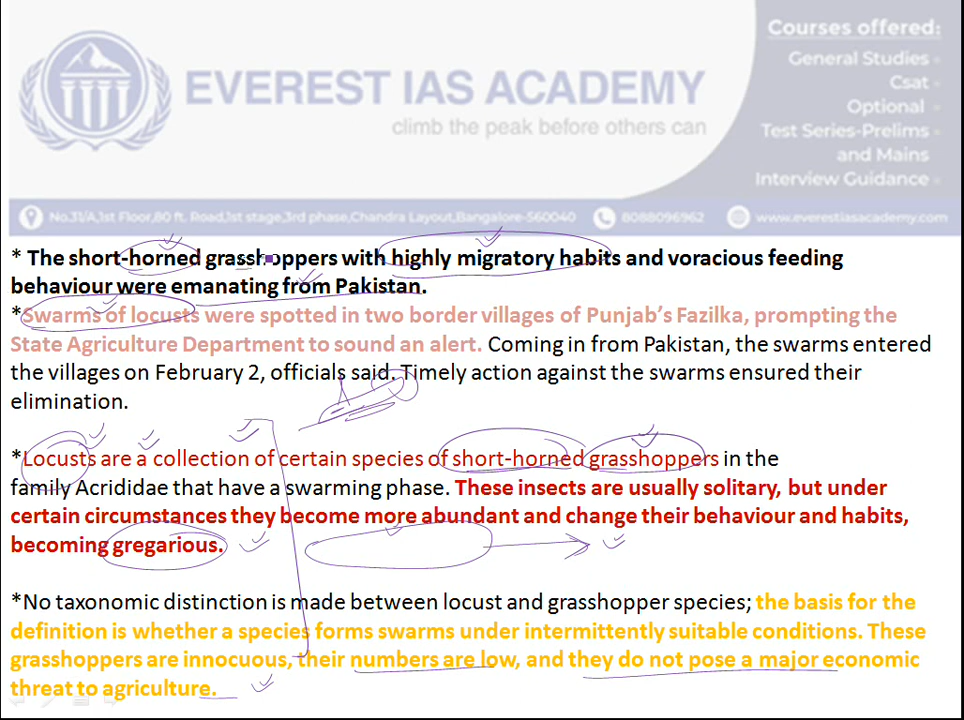 Courses offered:
General Studies
Csat
EVEREST IAS ACADEMY
Optional
climb the peak before others can
Test Series-Prelims
and Mains
Interview Guidance
No.31/A,1st Floor,80 ft. Road,1st stage,3rd phase,Chandra Layout,Bangalore-560040 8088096962 www.everestiasacademy.com
* The short-horned grasshoppers with highly migratory habits and voracious feeding
behaviour were emanating from Pakistan.
*Swarms of locusts were spotted in two border villages of Punjab’s Fazilka, prompting the
State Agriculture Department to sound an alert. Coming in from Pakistan, the swarms entered
the villages on February 2, officials said. Timely action against the swarms ensured their
elimination.
*Locusts are a collection of certain species of short-horned grasshoppers in the
family Acrididae that have a swarming phase. These insects are usually solitary, but under
certain circumstances they become more abundant and change their behaviour and habits,
becoming gregarious.
*No taxonomic distinction is made between locust and grasshopper species; the basis for the
definition is whether a species forms swarms under intermittently suitable conditions. These
grasshoppers are innocuous, their numbers are low, and they do not pose a major economic
threat to agriculture.